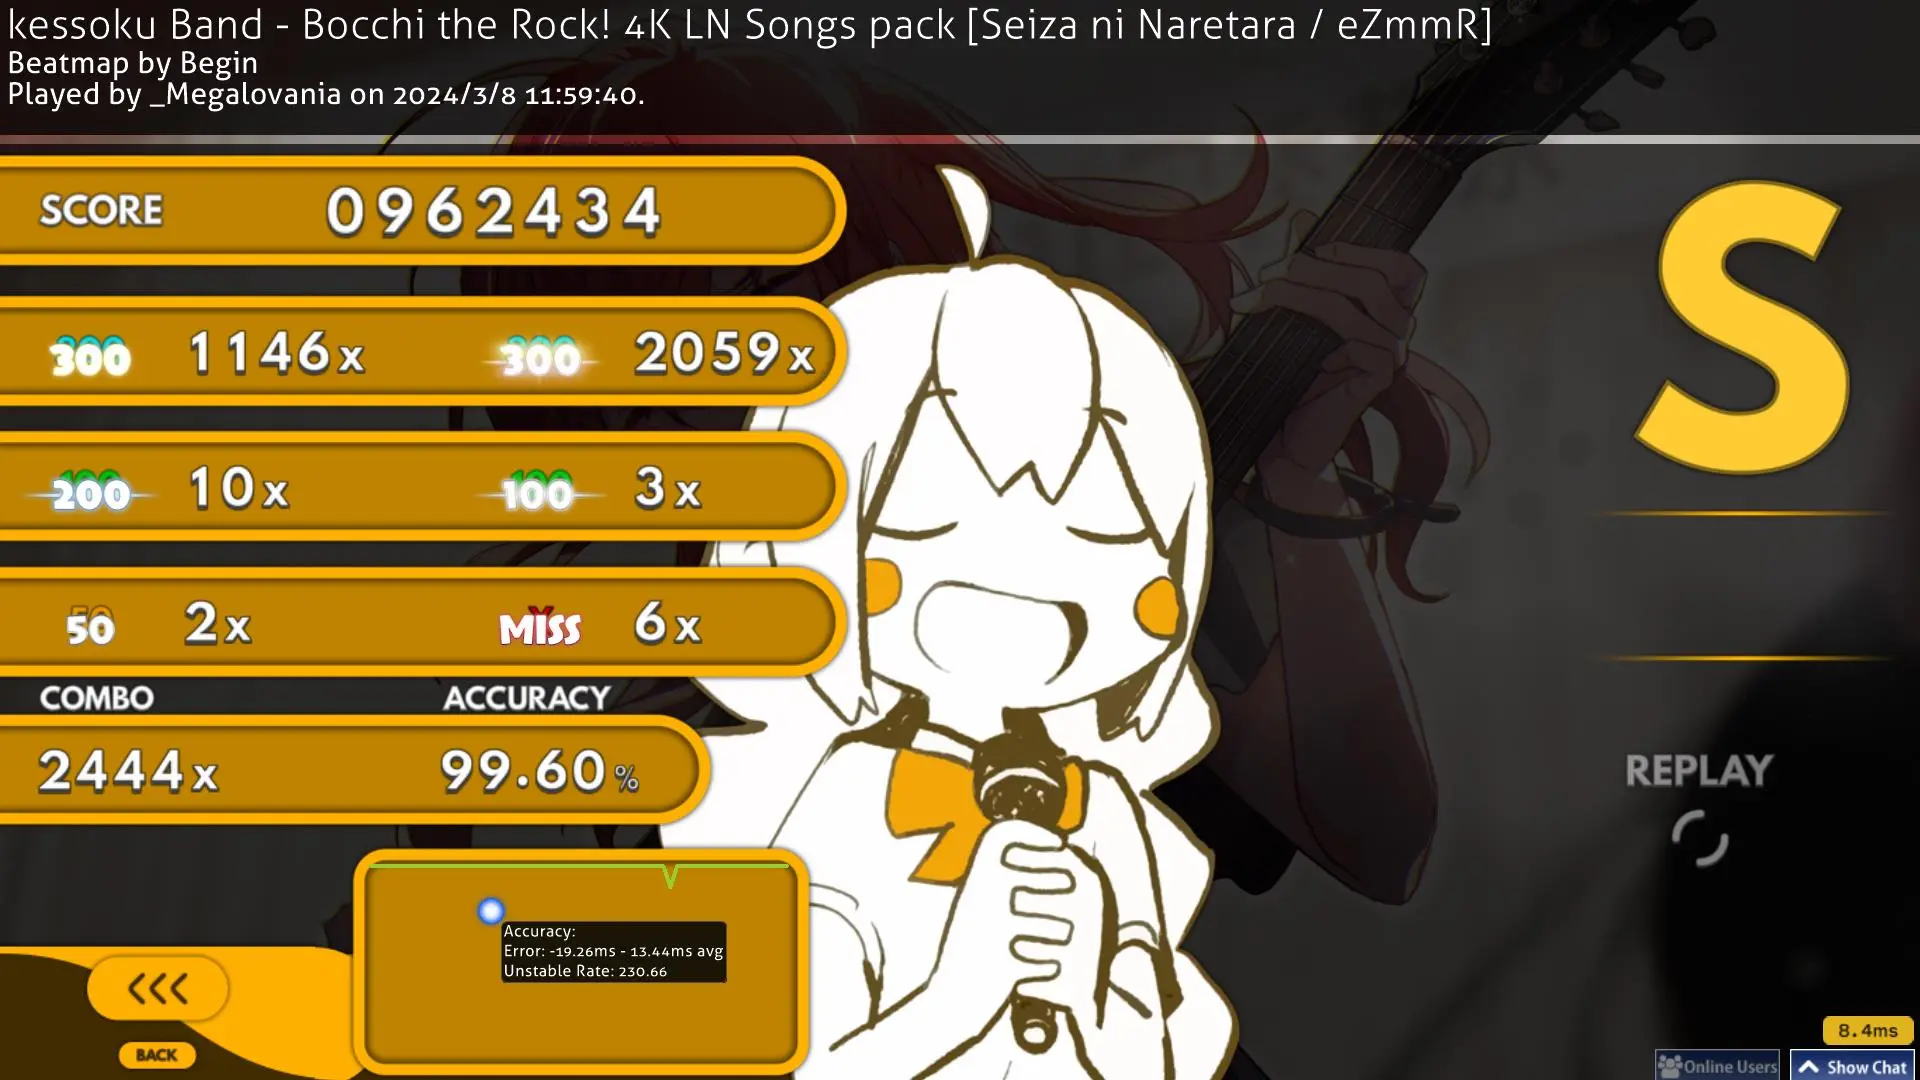 kessoku Band - Bocchi the Rock! 4K LN Songs pack [Seiza ni Naretara / eZmmR]
Beatmap by Begin
Played by _Megalovania on 2024/3/8 11:59:40.
SCORE 0962434
300 1146x 300 2059x
200 10x 100 3x
50 2x MISS 6x
COMBO ACCURACY
2444x 99.60%
REPLAY
Accuracy:
Error: -19.26ms - 13.44ms avg
Unstable Rate: 230.66
BACK
8.4ms
Online Users Show Chat
S